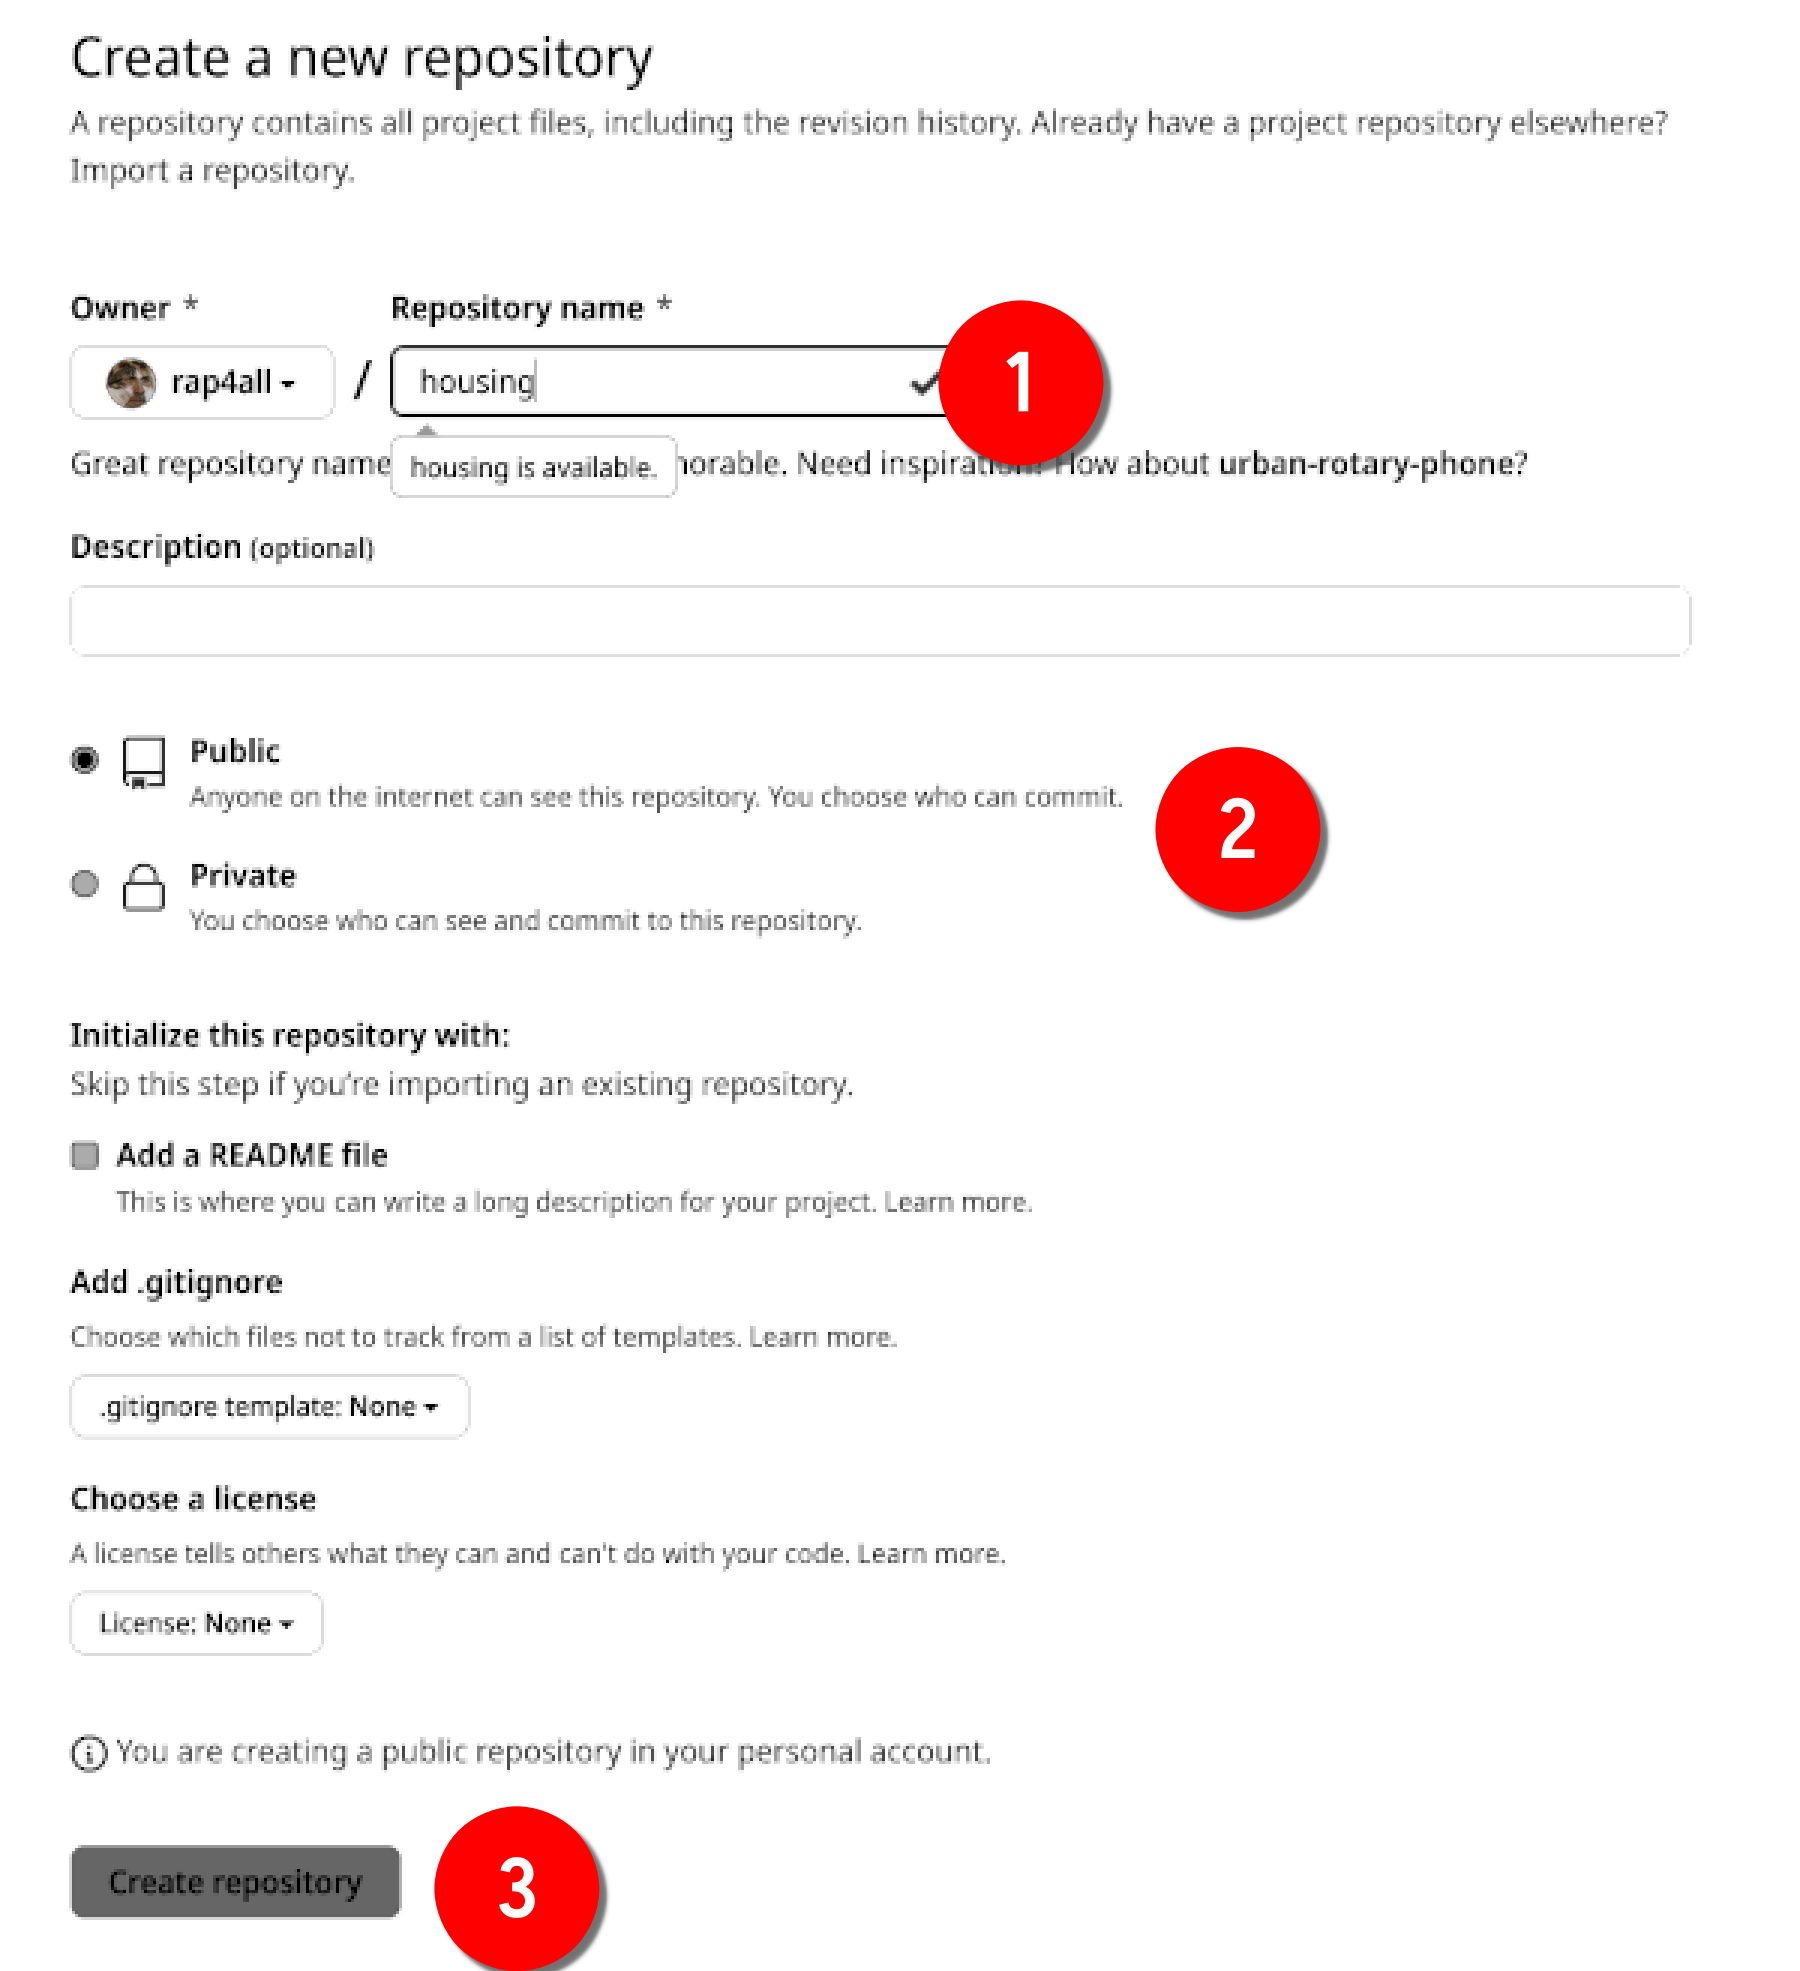 Create a new repository
A repository contains all project files, including the revision history. Already have a project repository elsewhere?
Import a repository.
Owner *
Repository name *
rap4all
/
housing
1
Great repository name
housing is available.
How about urban-rotary-phone?
Need
Description (optional)
Public
Anyone on the internet can see this repository. You choose who can commit.
2
Private
You choose who can see and commit to this repository.
Initialize this repository with:
Skip this step if you're importing an existing repository.
Add a README file
This is where you can write a long description for your project. Learn more.
Add .gitignore
Choose which files not to track from a list of templates. Learn more.
.gitignore template: None
Choose a license
A license tells others what they can and can't do with your code. Learn more.
License: None
You are creating a public repository in your personal account.
Create repository
3